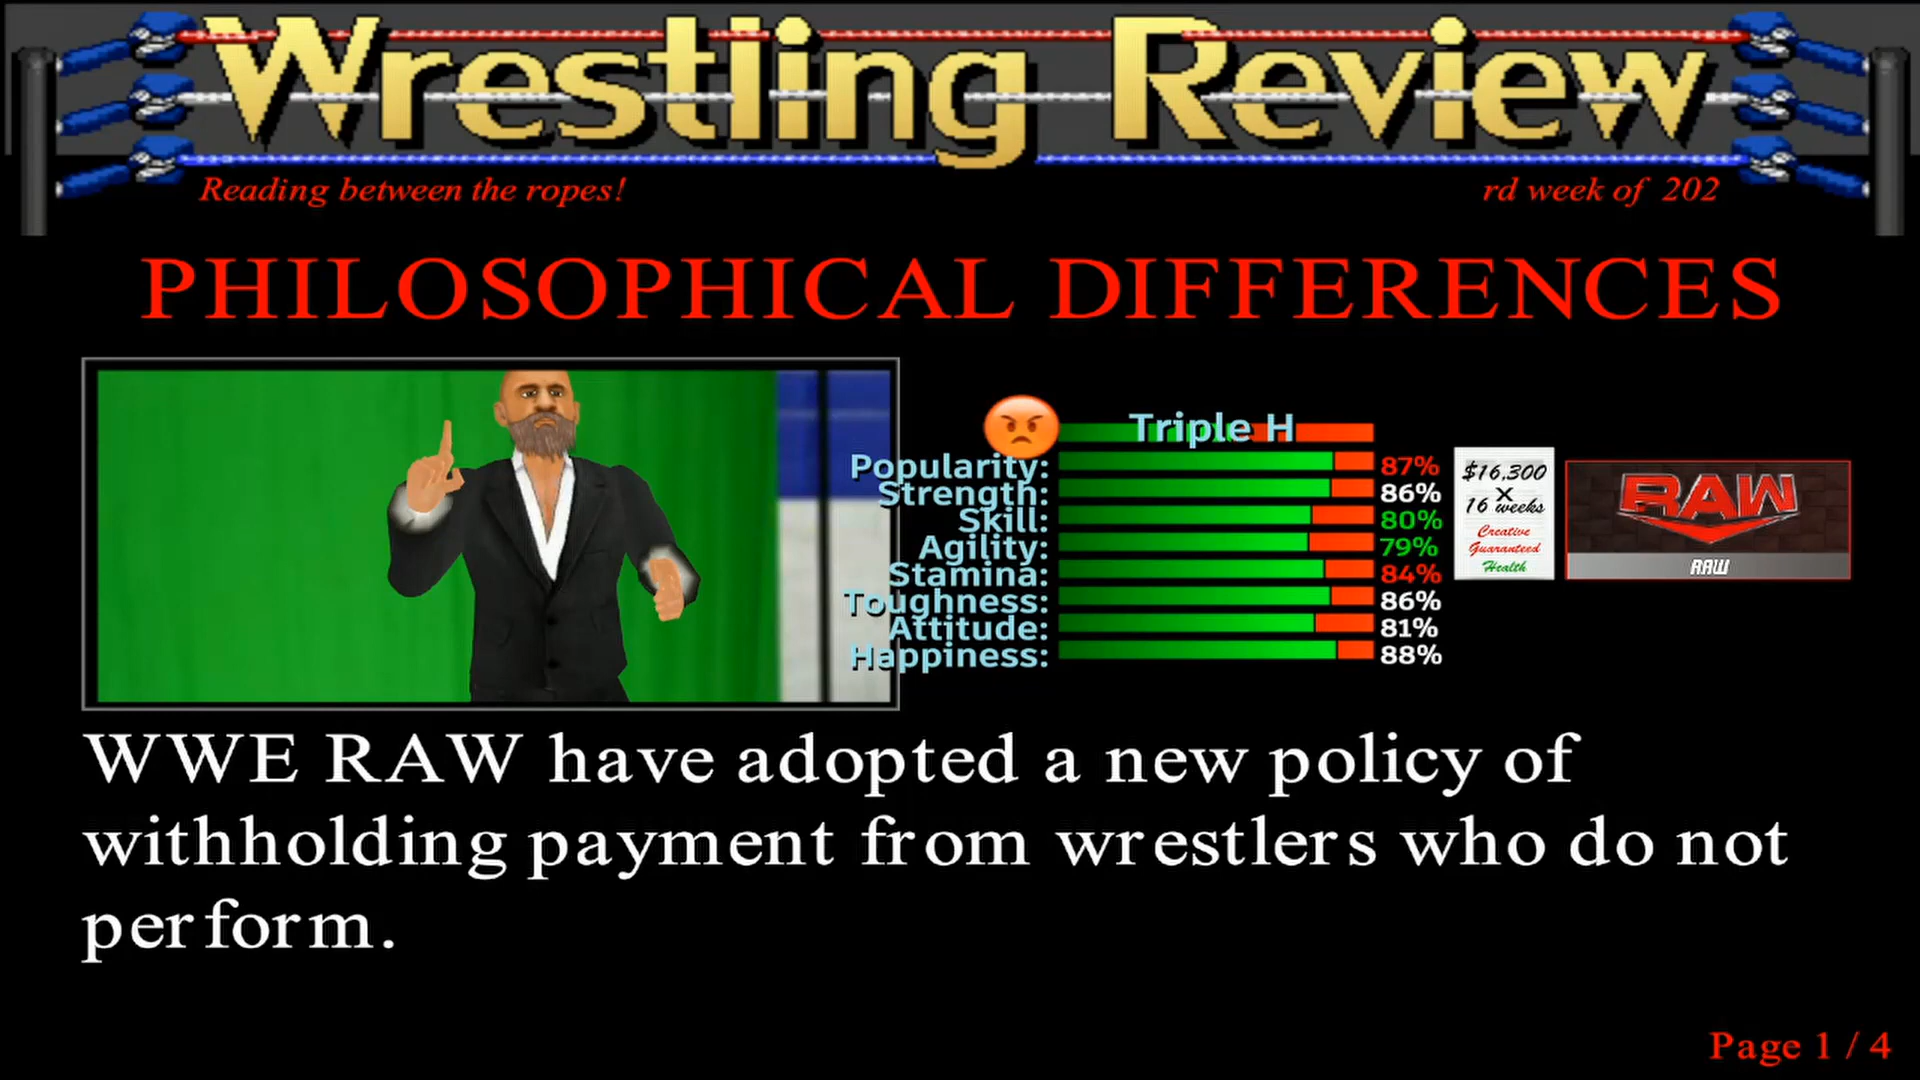 Wrestling Review
Reading between the ropes!
rd week of 202
PHILOSOPHICAL DIFFERENCES
Triple H
Popularity: 87%
Strength: 86%
Skill: 80%
Agility: 79%
Stamina: 84%
Toughness: 86%
Attitude: 81%
Happiness: 88%
$16,300
X
16 weeks
Creative
Guaranteed
Health
RAW
RAW
WWE RAW have adopted a new policy of
withholding payment from wrestlers who do not
perform.
Page 1 / 4